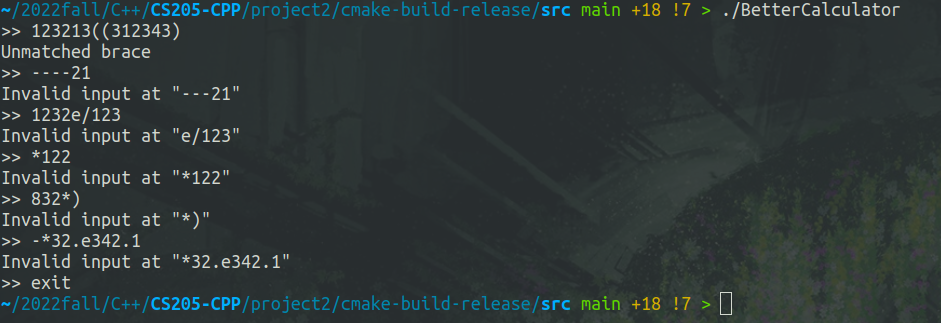 ~/2022fall/C++/CS205-CPP/project2/cmake-build-release/src main +18 !7 > ./BetterCalculator
>> 123213((312343)
Unmatched brace
>> ----21
Invalid input at "---21"
>> 1232e/123
Invalid input at "e/123"
>> *122
Invalid input at "*122"
>> 832*)
Invalid input at "*)"
>> -*32.e342.1
Invalid input at "*32.e342.1"
>> exit
~/2022fall/C++/CS205-CPP/project2/cmake-build-release/src main +18 !7 >